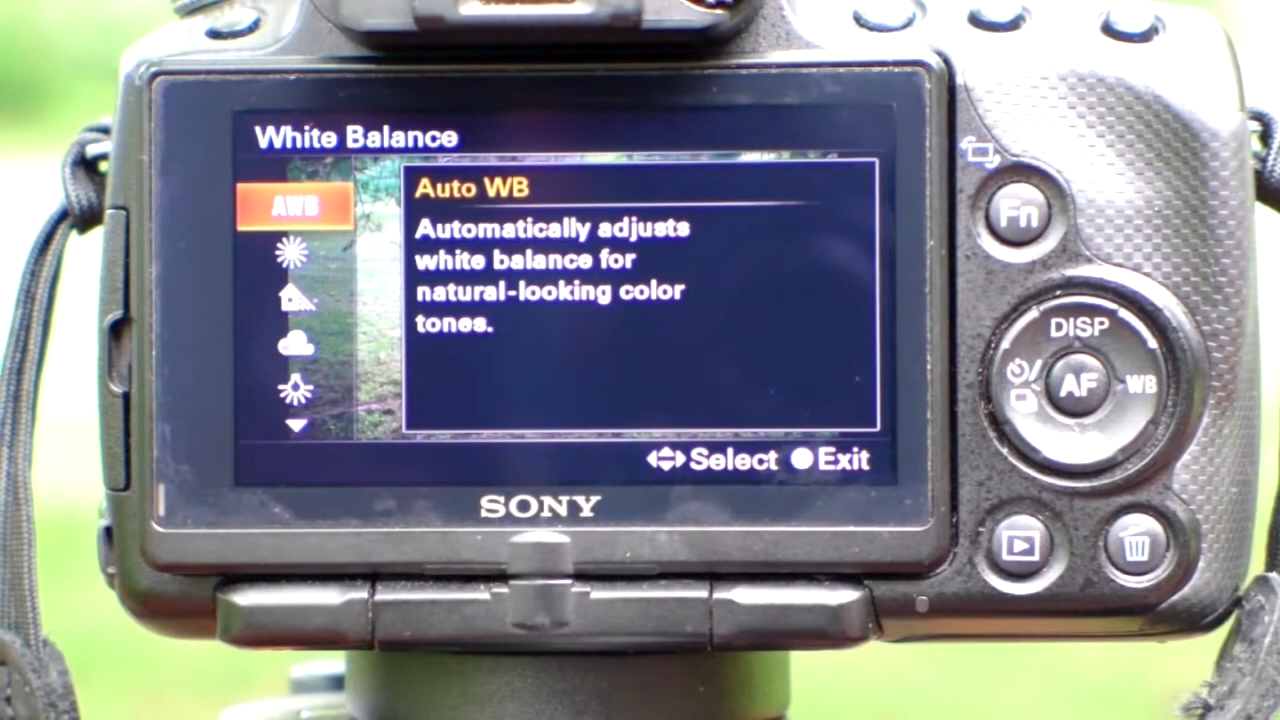 White Balance
AWB
Auto WB
Automatically adjusts
white balance for
natural-looking color
tones.
Select Exit
SONY
Fn
DISP
AF
WB